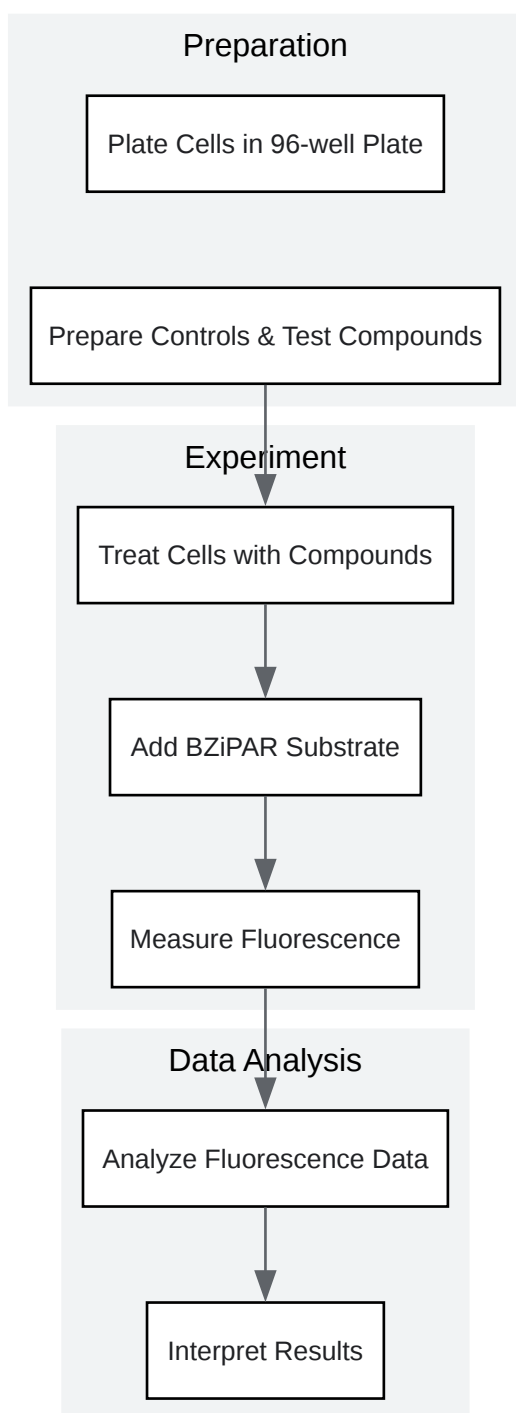 Preparation
Plate Cells in 96-well Plate
Prepare Controls & Test Compounds
Experiment
Treat Cells with Compounds
Add BZiPAR Substrate
Measure Fluorescence
Data Analysis
Analyze Fluorescence Data
Interpret Results